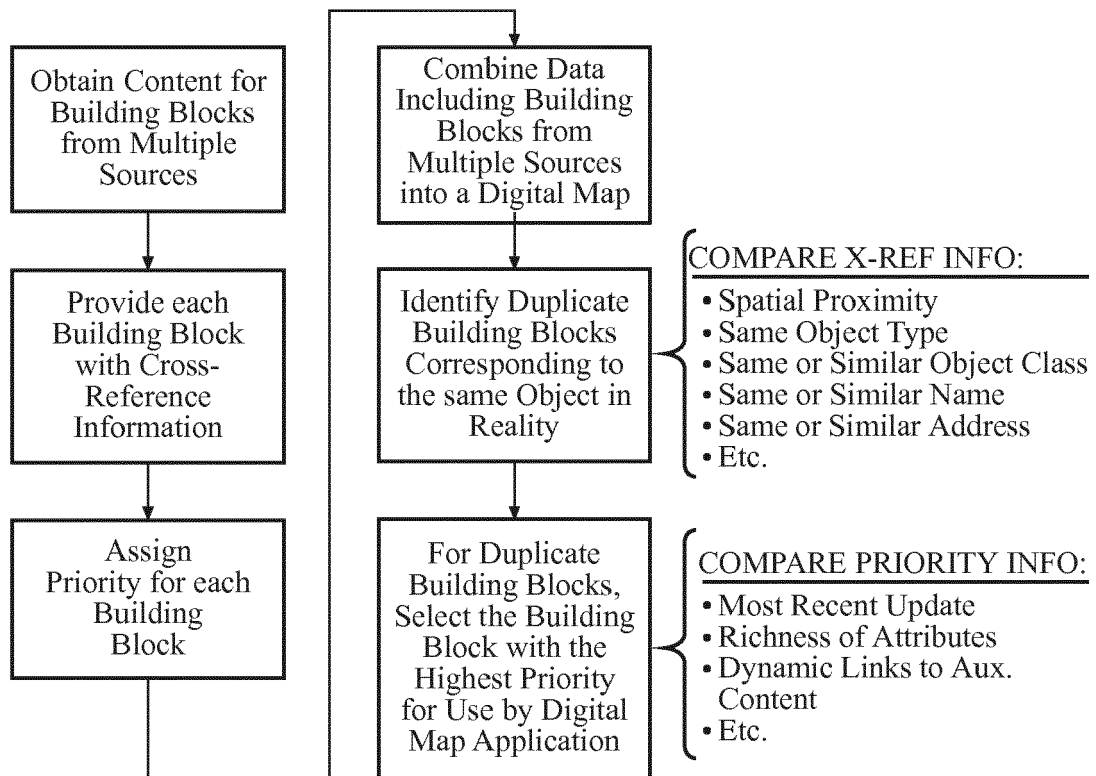 Obtain Content for
Building Blocks
from Multiple
Sources
Provide each
Building Block
with Cross-
Reference
Information
Assign
Priority for each
Building
Block
Combine Data
Including Building
Blocks from
Multiple Sources
into a Digital Map
Identify Duplicate
Building Blocks
Corresponding to
the same Object in
Reality
COMPARE X-REF INFO:
• Spatial Proximity
• Same Object Type
• Same or Similar Object Class
• Same or Similar Name
• Same or Similar Address
• Etc.
For Duplicate
Building Blocks,
Select the Building
Block with the
Highest Priority
for Use by Digital
Map Application
COMPARE PRIORITY INFO:
• Most Recent Update
• Richness of Attributes
• Dynamic Links to Aux.
Content
• Etc.